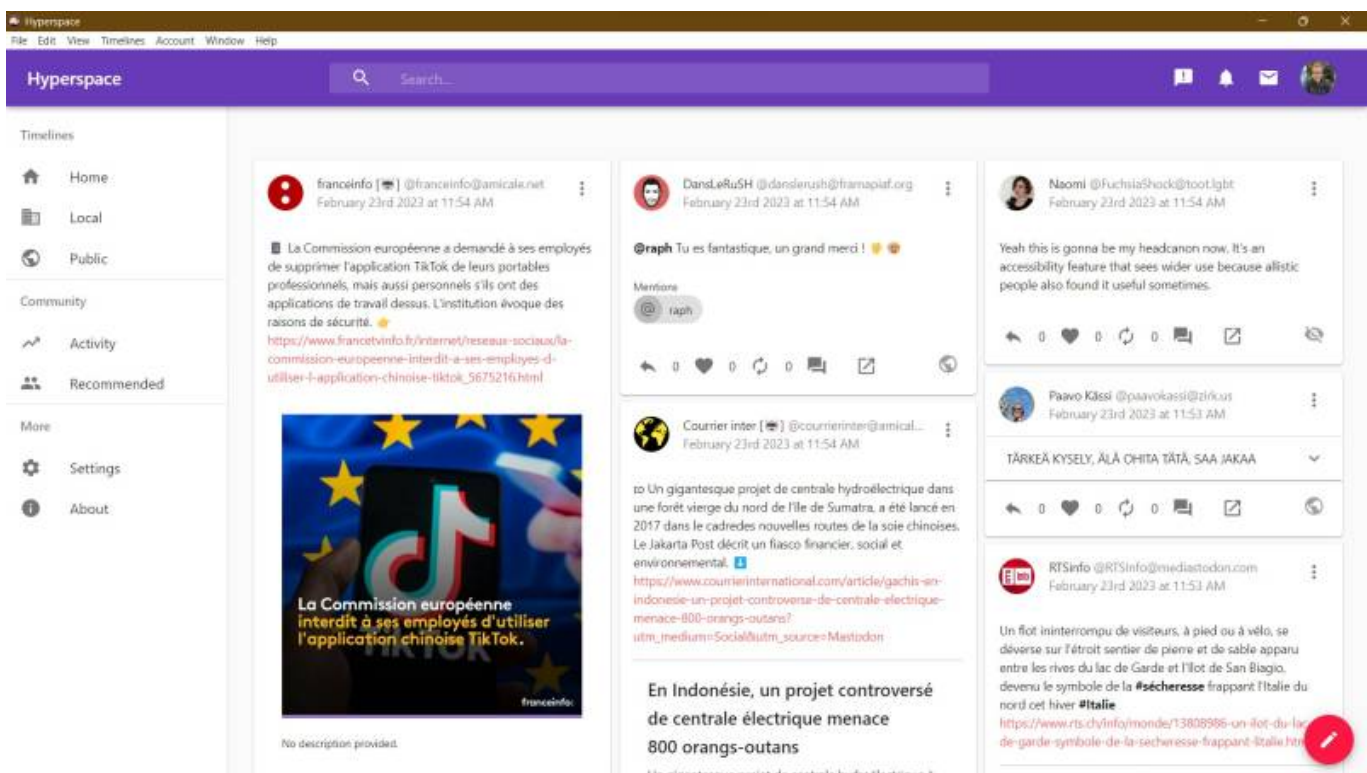 Hyperspace
File Edit View Timelines Account Window Help
Hyperspace
Search...
Timelines
Home
Local
Public
Community
Activity
Recommended
More
Settings
About
franceinfo [🤖] @franceinfo@amicale.net
February 23rd 2023 at 11:54 AM
La Commission européenne a demandé à ses employés
de supprimer l'application TikTok de leurs portables
professionnels, mais aussi personnels s'ils ont des
applications de travail dessus. L'institution évoque des
raisons de sécurité. 👉
https://www.francetvinfo.fr/internet/reseaux-sociaux/la-
commission-europeenne-interdit-a-ses-employes-d-
utiliser-l-application-chinoise-tiktok_5675216.html
La Commission européenne
interdit à ses employés d'utiliser
l'application chinoise TikTok.
TikTok
franceinfo:
No description provided.
DansLeRuSH @danslerush@framapiaf.org
February 23rd 2023 at 11:54 AM
@raph Tu es fantastique, un grand merci !
Mentions
@ raph
0 0 0
Courrier inter [🤖] @courrierinter@amical...
February 23rd 2023 at 11:54 AM
Un gigantesque projet de centrale hydroélectrique dans
une forêt vierge du nord de l'île de Sumatra, a été lancé en
2017 dans le cadredes nouvelles routes de la soie chinoises.
Le Jakarta Post décrit un fiasco financier, social et
environnemental. ⬇️
https://www.courrierinternational.com/article/gachis-en-
indonesie-un-projet-controverse-de-centrale-electrique-
menace-800-orangs-outans?
utm_medium=Social&utm_source=Mastodon
En Indonésie, un projet controversé
de centrale électrique menace
800 orangs-outans
Naomi @FuchsiaShock@toot.lgbt
February 23rd 2023 at 11:54 AM
Yeah this is gonna be my headcanon now. It's an
accessibility feature that sees wider use because allistic
people also found it useful sometimes.
0 0 0
Paavo Kässi @paavokassi@zirk.us
February 23rd 2023 at 11:53 AM
TÄRKEÄ KYSELY, ÄLÄ OHITA TÄTÄ, SAA JAKAA
0 0 0
RTSinfo @RTSInfo@mediastodon.com
February 23rd 2023 at 11:53 AM
Un flot ininterrompu de visiteurs, à pied ou à vélo, se
déverse sur l'étroit sentier de pierre et de sable apparu
entre les rives du lac de Garde et l'îlot de San Biagio,
devenu le symbole de la #sécheresse frappant l'Italie du
nord cet hiver #Italie
https://www.rts.ch/info/monde/13808986-un-ilot-du-lac-
de-garde-symbole-de-la-secheresse-frappant-litalie.html